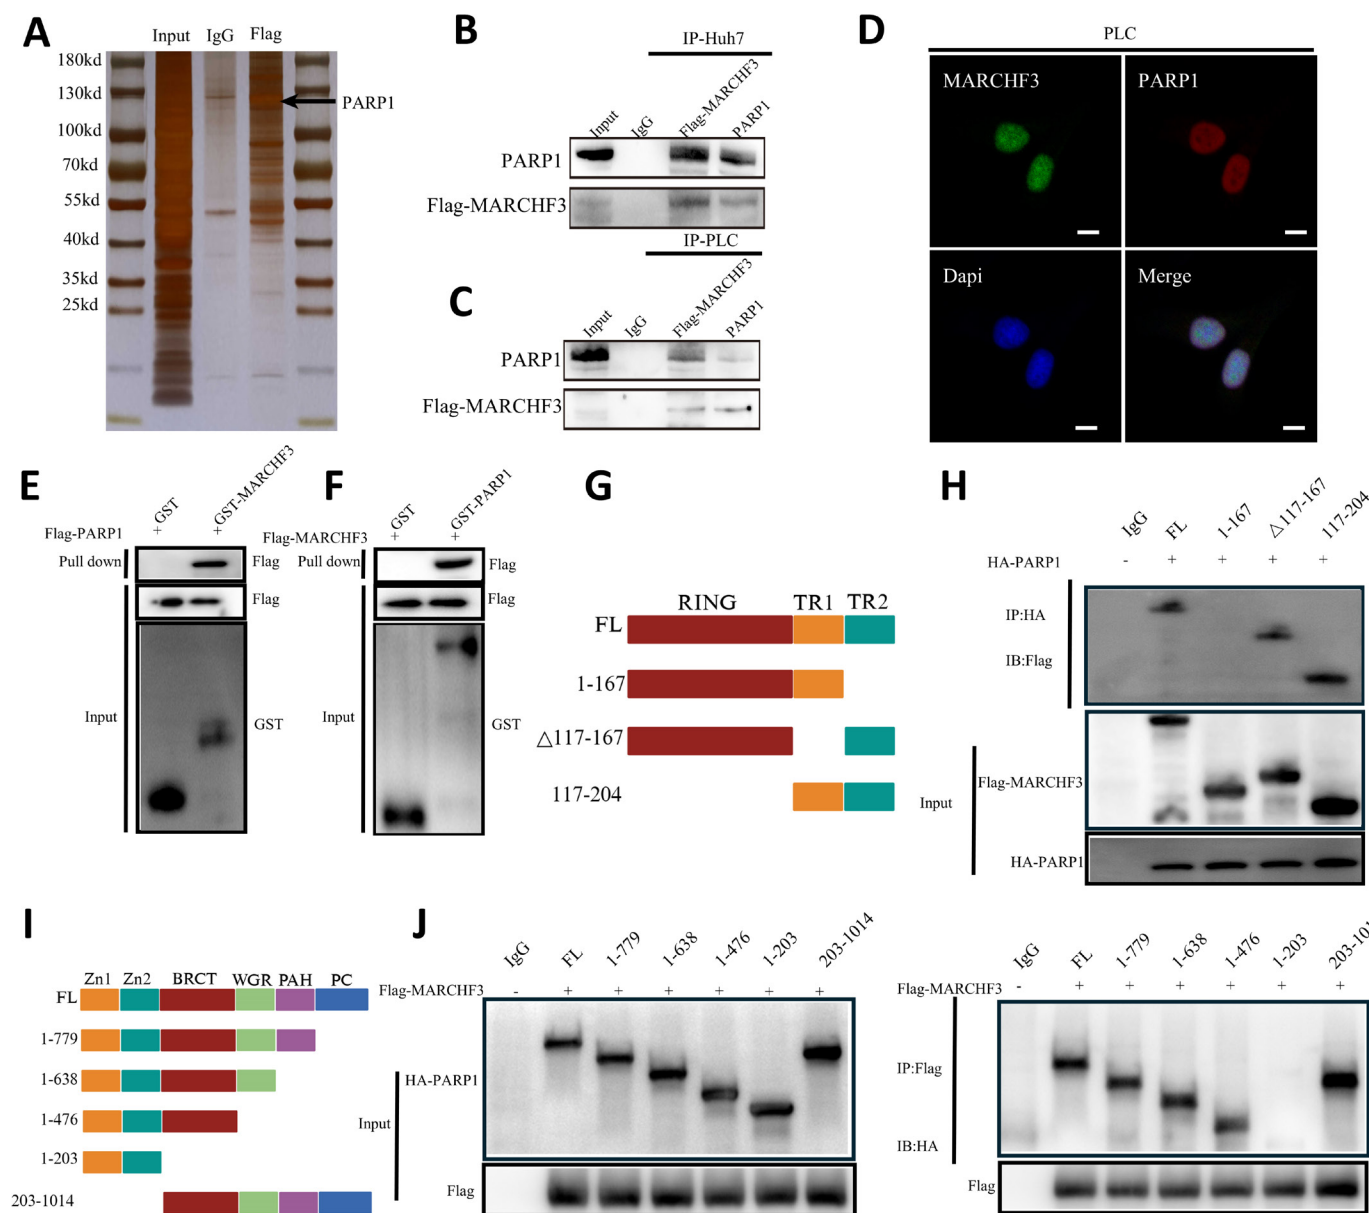 A
Input IgG Flag
180kd
130kd
100kd
70kd
55kd
40kd
35kd
25kd
PARP1
B
IP-Huh7
Input IgG Flag-MARCHF3 PARP1
PARP1
Flag-MARCHF3
C
IP-PLC
Input IgG Flag-MARCHF3 PARP1
PARP1
Flag-MARCHF3
D
PLC
MARCHF3 PARP1
Dapi Merge
E
GST GST-MARCHF3
Flag-PARP1 + +
Pull down Flag
Flag
Input GST
F
GST GST-PARP1
Flag-MARCHF3 + +
Pull down Flag
Flag
Input GST
G
RING TR1 TR2
FL
1-167
△117-167
117-204
H
IgG FL 1-167 △117-167 117-204
HA-PARP1 - + + + +
IP:HA
IB:Flag
Flag-MARCHF3
Input
HA-PARP1
I
Zn1 Zn2 BRCT WGR PAH PC
FL
1-779
1-638
1-476
1-203
203-1014
J
IgG FL 1-779 1-638 1-476 1-203 203-1014
Flag-MARCHF3 - + + + + + +
HA-PARP1
Input
Flag
IgG FL 1-779 1-638 1-476 1-203 203-101
Flag-MARCHF3 - + + + + + +
IP:Flag
IB:HA
Flag